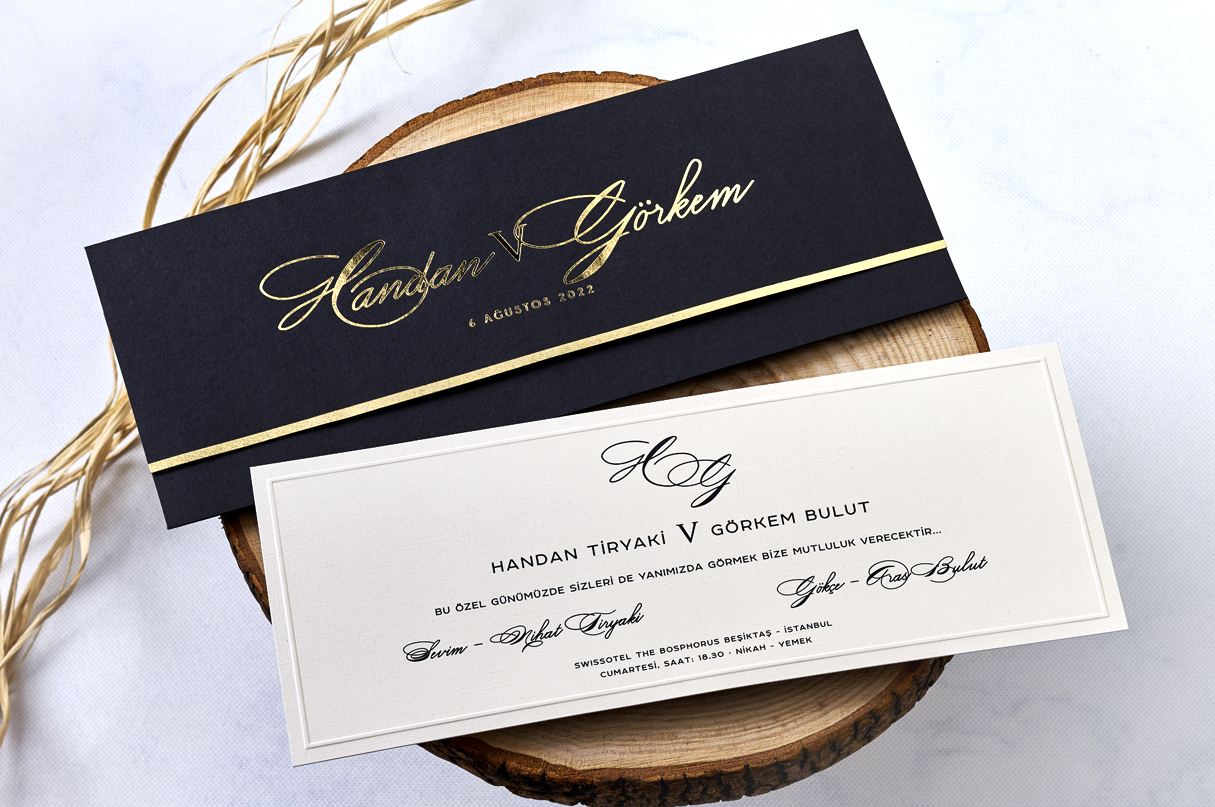 Handan V Görkem
6 AĞUSTOS 2022
H G
HANDAN TİRYAKİ V GÖRKEM BULUT
BU ÖZEL GÜNÜMÜZDE SİZLERİ DE YANIMIZDA GÖRMEK BİZE MUTLULUK VERECEKTİR...
Sevim - Nihat Tiryaki
Gökçe - Aras Bulut
SWISSOTEL THE BOSPHORUS BEŞİKTAŞ - İSTANBUL
CUMARTESİ, SAAT: 18.30 · NİKAH - YEMEK